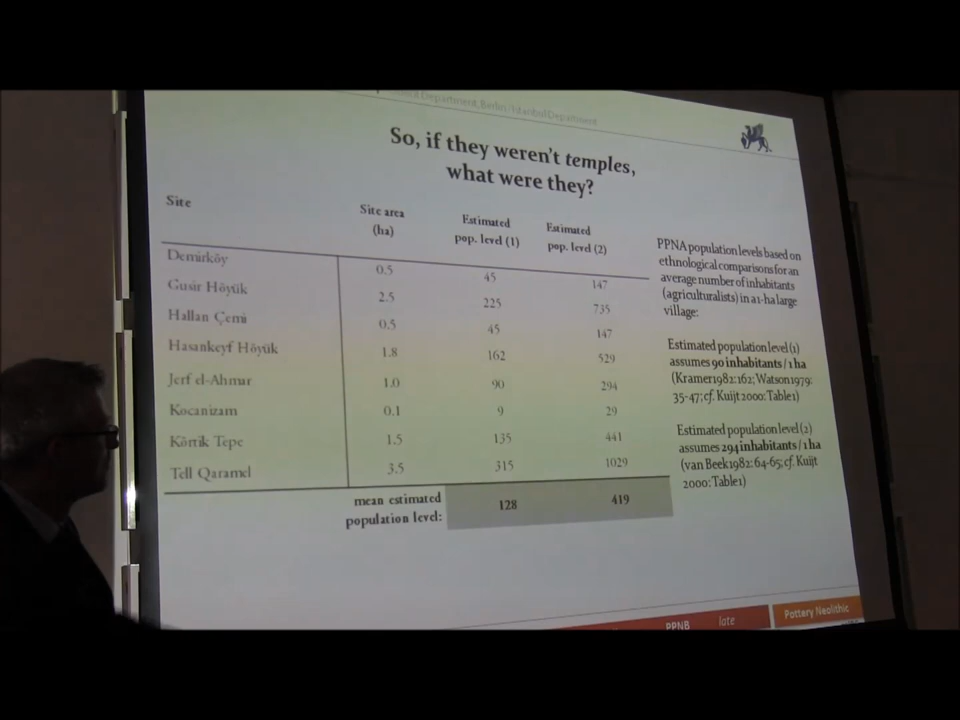 Department, Berlin / Istanbul Department
So, if they weren't temples,
what were they?
Site
Site area
(ha)
Estimated
pop. level (1)
Estimated
pop. level (2)
Demirköy 0.5 45 147
Gusir Höyük 2.5 225 735
Hallan Çemi 0.5 45 147
Hasankeyf Höyük 1.8 162 529
Jerf el-Ahmar 1.0 90 294
Kocanizam 0.1 9 29
Körtik Tepe 1.5 135 441
Tell Qaramel 3.5 315 1029
mean estimated
population level: 128 419
PPNA population levels based on
ethnological comparisons for an
average number of inhabitants
(agriculturalists) in a 1-ha large
village:
Estimated population level (1)
assumes 90 inhabitants / 1 ha
(Kramer 1982: 162; Watson 1979:
35-47; cf. Kuijt 2000: Table 1)
Estimated population level (2)
assumes 294 inhabitants / 1 ha
(van Beek 1982: 64-65; cf. Kuijt
2000: Table 1)
PPNB late
Pottery Neolithic